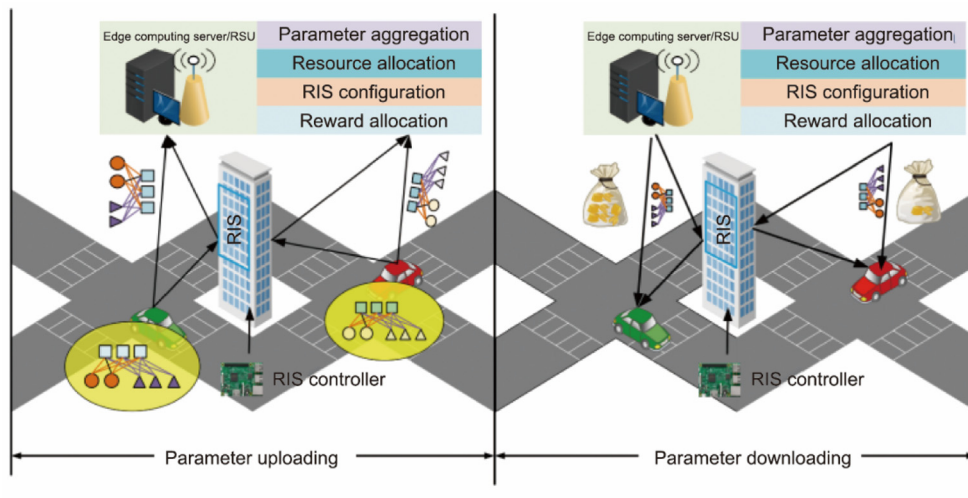 Edge computing server/RSU
Parameter aggregation
Resource allocation
RIS configuration
Reward allocation
RIS
RIS controller
Parameter uploading
Edge computing server/RSU
Parameter aggregation
Resource allocation
RIS configuration
Reward allocation
RIS
RIS controller
Parameter downloading